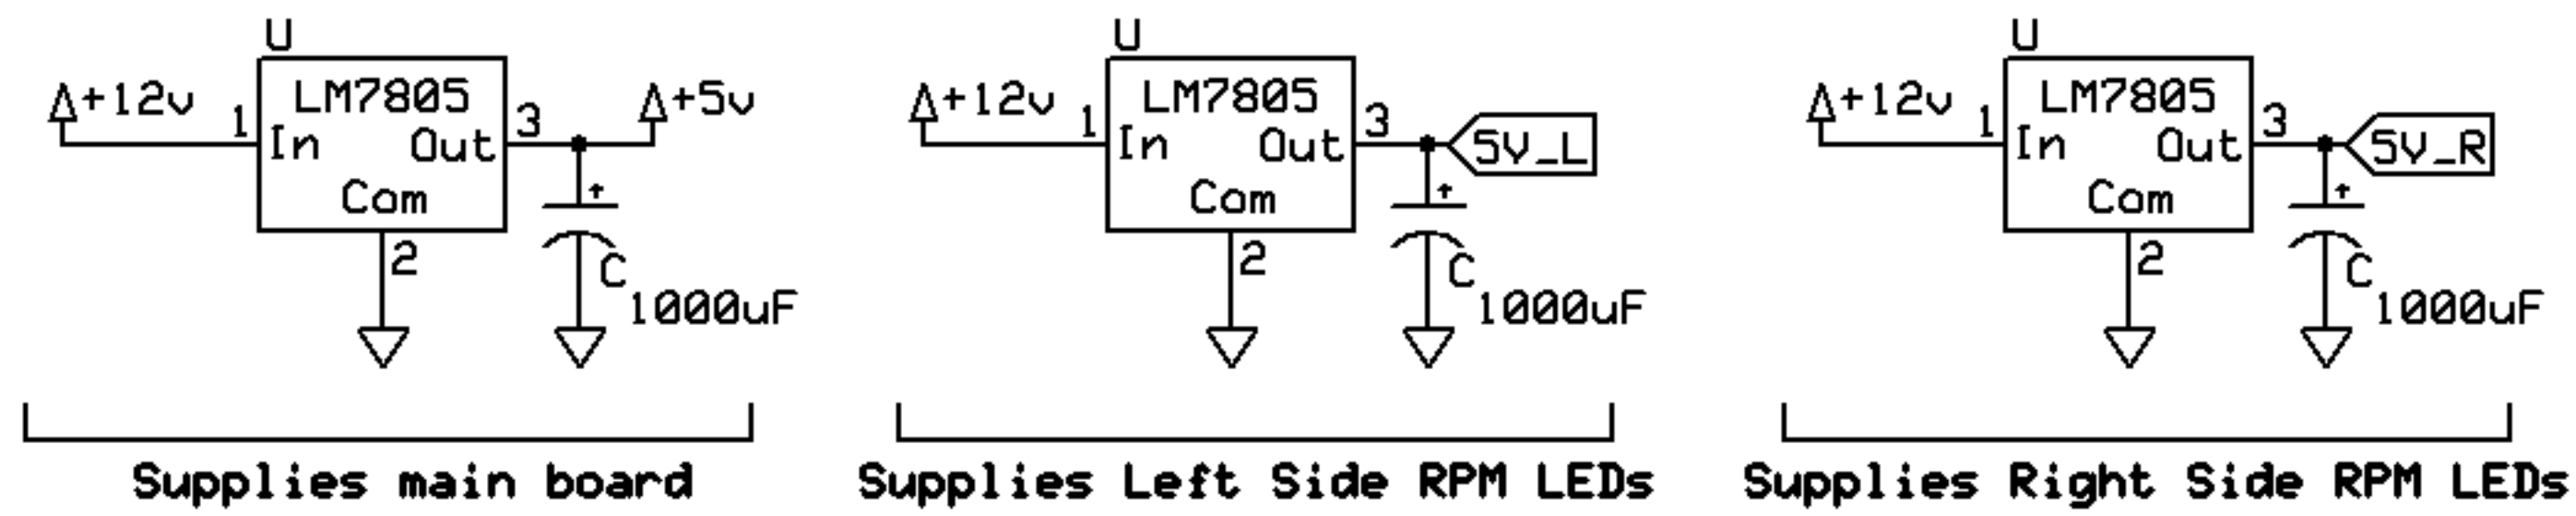 U
LM7805
+12v
+5v
1
3
In
Out
Com
2
C
1000uF
Supplies main board
U
LM7805
+12v
1
3
In
Out
5V_L
Com
+
2
C
1000uF
Supplies Left Side RPM LEDs
U
LM7805
+12v
1
3
In
Out
5V_R
Com
+
2
C
1000uF
Supplies Right Side RPM LEDs